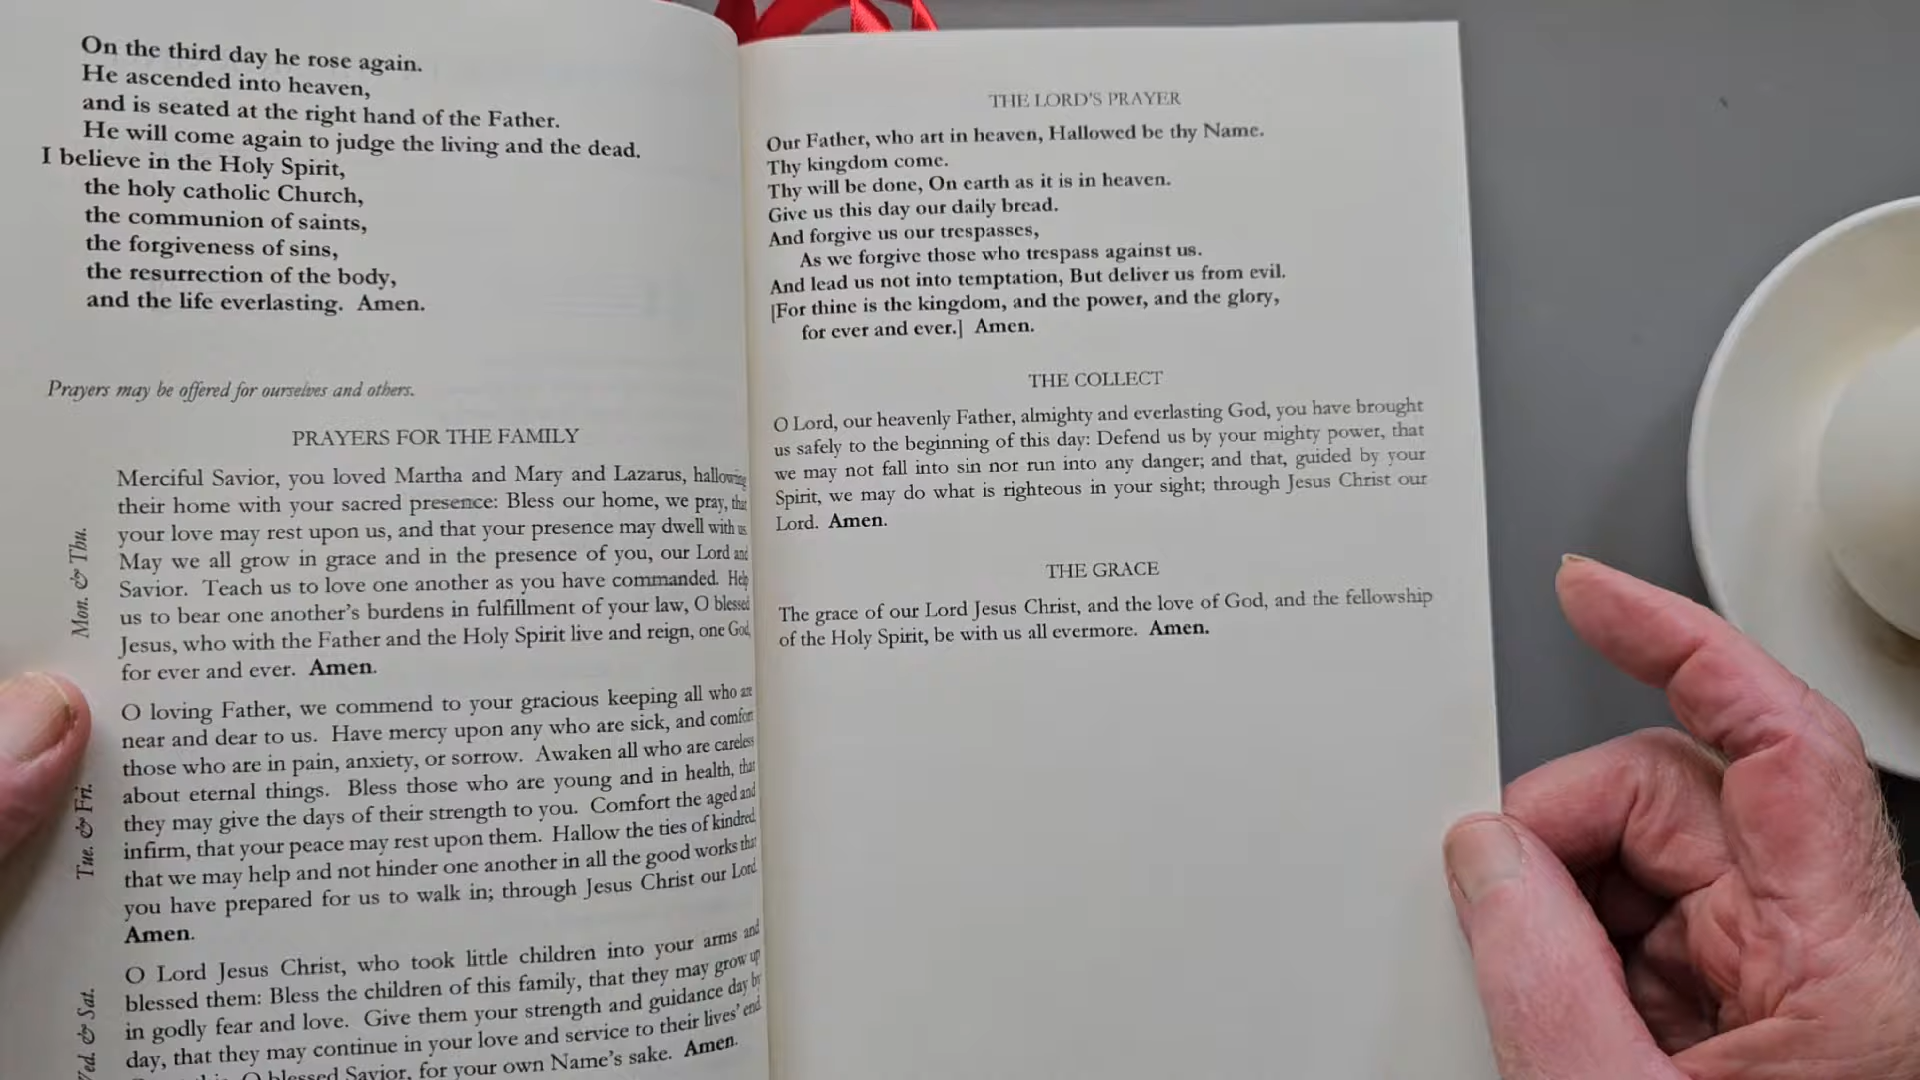 On the third day he rose again.
He ascended into heaven,
and is seated at the right hand of the Father.
He will come again to judge the living and the dead.
I believe in the Holy Spirit,
the holy catholic Church,
the communion of saints,
the forgiveness of sins,
the resurrection of the body,
and the life everlasting. Amen.
Prayers may be offered for ourselves and others.
PRAYERS FOR THE FAMILY
Mon. & Thu.
Merciful Savior, you loved Martha and Mary and Lazarus, hallowing
their home with your sacred presence: Bless our home, we pray, that
your love may rest upon us, and that your presence may dwell with us.
May we all grow in grace and in the presence of you, our Lord and
Savior. Teach us to love one another as you have commanded. Help
us to bear one another's burdens in fulfillment of your law, O blessed
Jesus, who with the Father and the Holy Spirit live and reign, one God,
for ever and ever. Amen.
Tue. & Fri.
O loving Father, we commend to your gracious keeping all who are
near and dear to us. Have mercy upon any who are sick, and comfort
those who are in pain, anxiety, or sorrow. Awaken all who are careless
about eternal things. Bless those who are young and in health, that
they may give the days of their strength to you. Comfort the aged and
infirm, that your peace may rest upon them. Hallow the ties of kindred
that we may help and not hinder one another in all the good works that
you have prepared for us to walk in; through Jesus Christ our Lord
Amen.
& Sat.
O Lord Jesus Christ, who took little children into your arms and
blessed them: Bless the children of this family, that they may grow up
in godly fear and love. Give them your strength and guidance day by
day, that they may continue in your love and service to their lives' end
O blessed Savior, for your own Name's sake. Amen.
THE LORD'S PRAYER
Our Father, who art in heaven, Hallowed be thy Name.
Thy kingdom come.
Thy will be done, On earth as it is in heaven.
Give us this day our daily bread.
And forgive us our trespasses,
As we forgive those who trespass against us.
And lead us not into temptation, But deliver us from evil.
[For thine is the kingdom, and the power, and the glory,
for ever and ever.] Amen.
THE COLLECT
O Lord, our heavenly Father, almighty and everlasting God, you have brought
us safely to the beginning of this day: Defend us by your mighty power, that
we may not fall into sin nor run into any danger; and that, guided by your
Spirit, we may do what is righteous in your sight; through Jesus Christ our
Lord. Amen.
THE GRACE
The grace of our Lord Jesus Christ, and the love of God, and the fellowship
of the Holy Spirit, be with us all evermore. Amen.